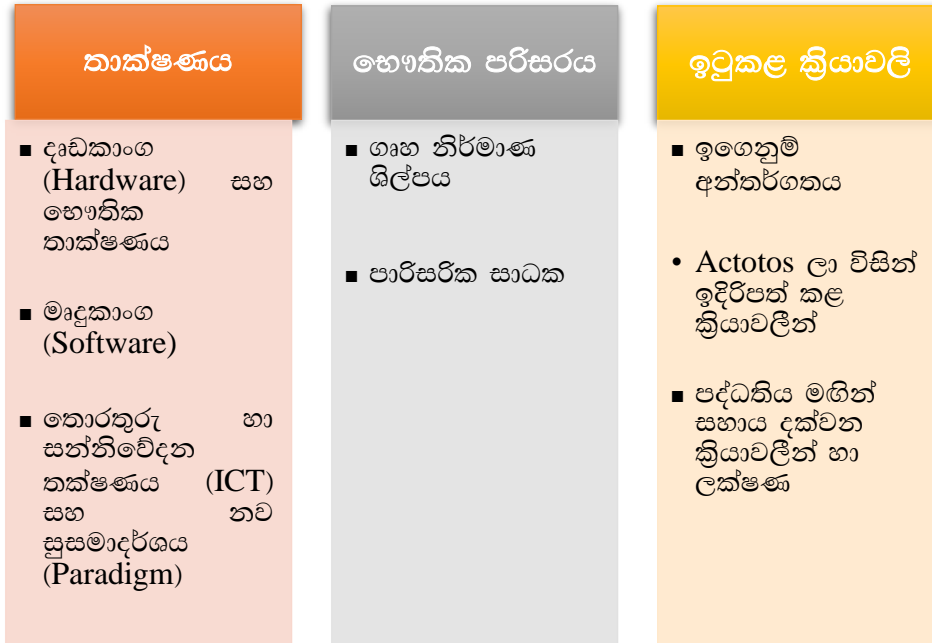 තාක්ෂණය
■ දෘඩකාංග
(Hardware) සහ
භෞතික
තාක්ෂණය
■ මෘදුකාංග
(Software)
■ තොරතුරු හා
සන්නිවේදන
තක්ෂණය (ICT)
සහ නව
සුසමාදර්ශය
(Paradigm)
භෞතික පරිසරය
■ ගෘහ නිර්මාණ
ශිල්පය
■ පාරිසරික සාධක
ඉටුකළ ක්‍රියාවලි
■ ඉගෙනුම්
අන්තර්ගතය
• Actotos ලා විසින්
ඉදිරිපත් කළ
ක්‍රියාවලීන්
■ පද්ධතිය මඟින්
සහාය දක්වන
ක්‍රියාවලීන් හා
ලක්ෂණ